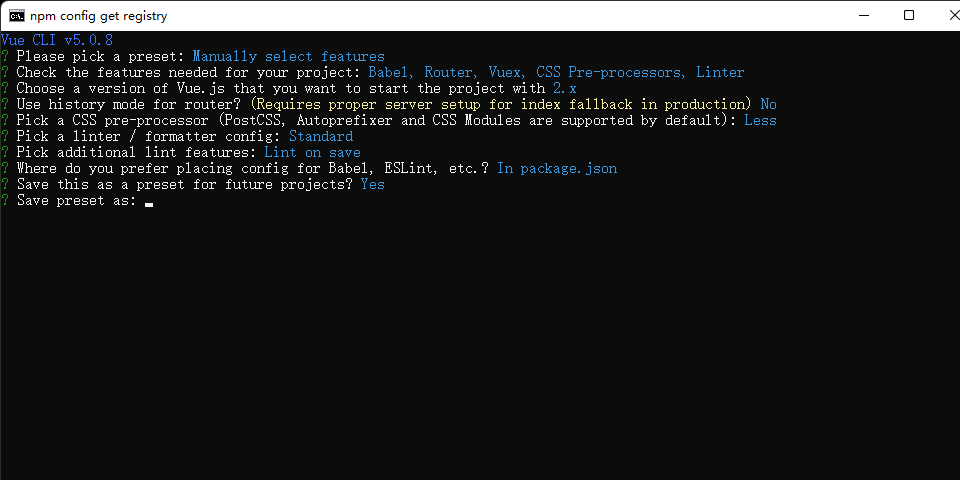 npm config get registry
Vue CLI v5.0.8
? Please pick a preset: Manually select features
? Check the features needed for your project: Babel, Router, Vuex, CSS Pre-processors, Linter
? Choose a version of Vue.js that you want to start the project with 2.x
? Use history mode for router? (Requires proper server setup for index fallback in production) No
? Pick a CSS pre-processor (PostCSS, Autoprefixer and CSS Modules are supported by default): Less
? Pick a linter / formatter config: Standard
? Pick additional lint features: Lint on save
? Where do you prefer placing config for Babel, ESLint, etc.? In package.json
? Save this as a preset for future projects? Yes
? Save preset as: